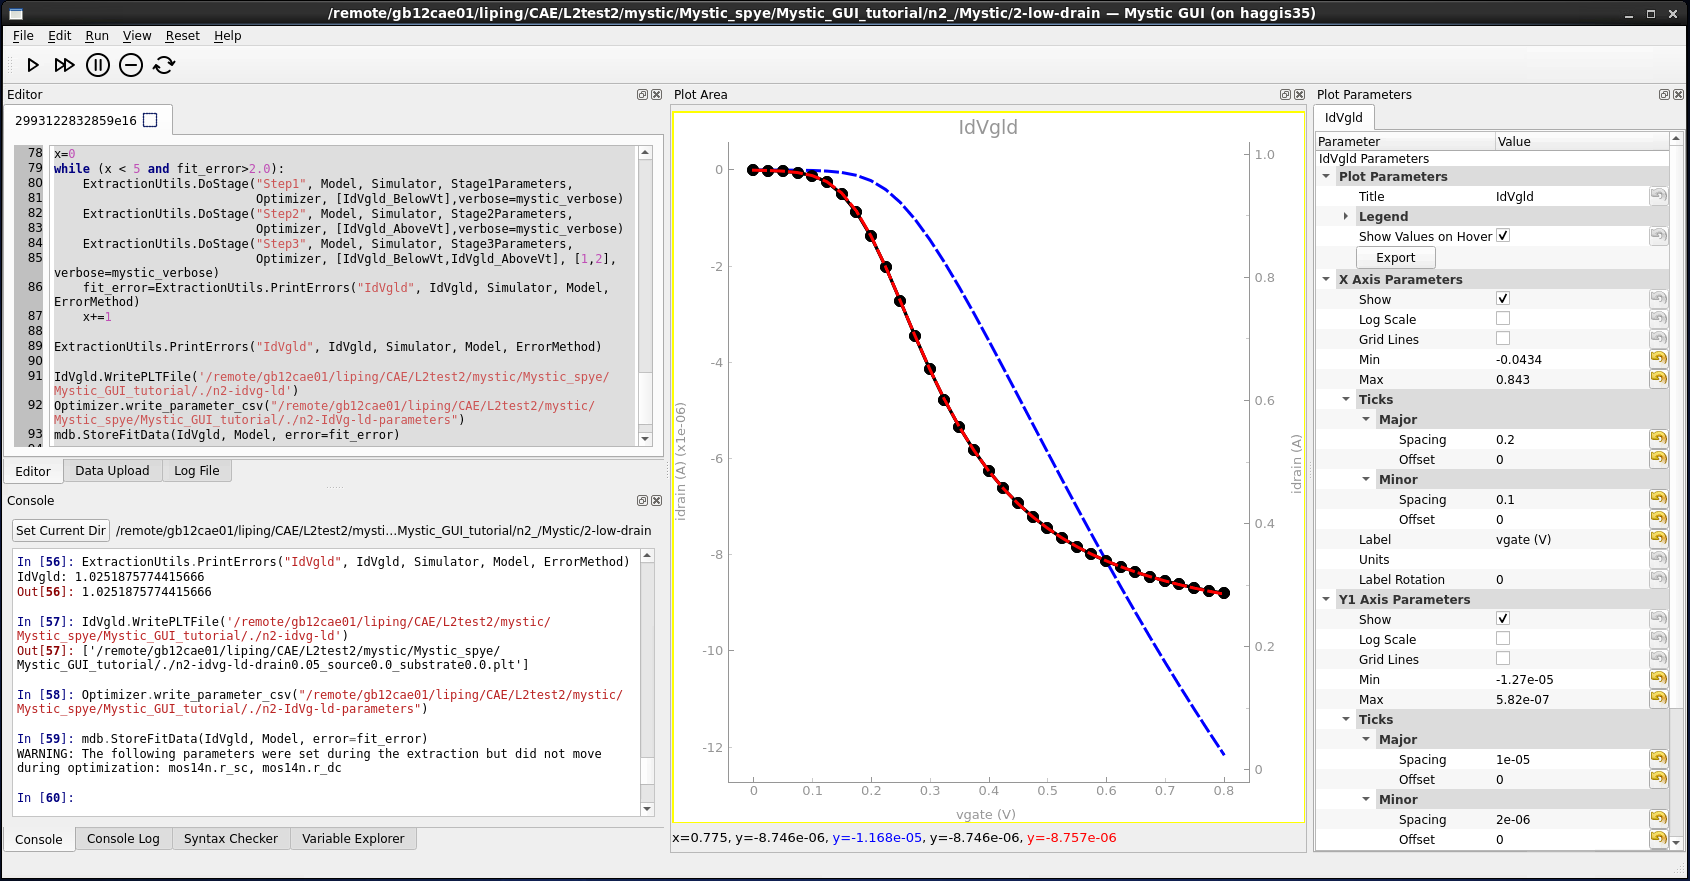 /remote/gb12cae01/liping/CAE/L2test2/mystic/Mystic_spye/Mystic_GUI_tutorial/n2_/Mystic/2-low-drain — Mystic GUI (on haggis35)
File Edit Run View Reset Help
Editor
2993122832859e16
78 x=0
79 while (x < 5 and fit_error>2.0):
80 ExtractionUtils.DoStage("Step1", Model, Simulator, Stage1Parameters,
81 Optimizer, [IdVgld_BelowVt],verbose=mystic_verbose)
82 ExtractionUtils.DoStage("Step2", Model, Simulator, Stage2Parameters,
83 Optimizer, [IdVgld_AboveVt],verbose=mystic_verbose)
84 ExtractionUtils.DoStage("Step3", Model, Simulator, Stage3Parameters,
85 Optimizer, [IdVgld_BelowVt,IdVgld_AboveVt], [1,2],
verbose=mystic_verbose)
86 fit_error=ExtractionUtils.PrintErrors("IdVgld", IdVgld, Simulator, Model,
ErrorMethod)
87 x+=1
88
89 ExtractionUtils.PrintErrors("IdVgld", IdVgld, Simulator, Model, ErrorMethod)
90
91 IdVgld.WritePLTFile('/remote/gb12cae01/liping/CAE/L2test2/mystic/Mystic_spye/
Mystic_GUI_tutorial/./n2-idvg-ld')
92 Optimizer.write_parameter_csv("/remote/gb12cae01/liping/CAE/L2test2/mystic/
Mystic_spye/Mystic_GUI_tutorial/./n2-IdVg-ld-parameters")
93 mdb.StoreFitData(IdVgld, Model, error=fit_error)
Editor Data Upload Log File
Console
Set Current Dir /remote/gb12cae01/liping/CAE/L2test2/mysti...Mystic_GUI_tutorial/n2_/Mystic/2-low-drain
In [56]: ExtractionUtils.PrintErrors("IdVgld", IdVgld, Simulator, Model, ErrorMethod)
IdVgld: 1.0251875774415666
Out[56]: 1.0251875774415666
In [57]: IdVgld.WritePLTFile('/remote/gb12cae01/liping/CAE/L2test2/mystic/
Mystic_spye/Mystic_GUI_tutorial/./n2-idvg-ld')
Out[57]: ['/remote/gb12cae01/liping/CAE/L2test2/mystic/Mystic_spye/
Mystic_GUI_tutorial/./n2-idvg-ld-drain0.05_source0.0_substrate0.0.plt']
In [58]: Optimizer.write_parameter_csv("/remote/gb12cae01/liping/CAE/L2test2/mystic/
Mystic_spye/Mystic_GUI_tutorial/./n2-IdVg-ld-parameters")
In [59]: mdb.StoreFitData(IdVgld, Model, error=fit_error)
WARNING: The following parameters were set during the extraction but did not move
during optimization: mos14n.r_sc, mos14n.r_dc
In [60]:
Console Console Log Syntax Checker Variable Explorer
Plot Area
IdVgld
0
-2
-4
-6
-8
-10
-12
idrain (A) (x1e-06)
1.0
0.8
0.6
0.4
0.2
0
idrain (A)
0 0.1 0.2 0.3 0.4 0.5 0.6 0.7 0.8
vgate (V)
x=0.775, y=-8.746e-06, y=-1.168e-05, y=-8.746e-06, y=-8.757e-06
Plot Parameters
IdVgld
Parameter Value
IdVgld Parameters
Plot Parameters
Title IdVgld
Legend
Show Values on Hover
Export
X Axis Parameters
Show
Log Scale
Grid Lines
Min -0.0434
Max 0.843
Ticks
Major
Spacing 0.2
Offset 0
Minor
Spacing 0.1
Offset 0
Label vgate (V)
Units
Label Rotation 0
Y1 Axis Parameters
Show
Log Scale
Grid Lines
Min -1.27e-05
Max 5.82e-07
Ticks
Major
Spacing 1e-05
Offset 0
Minor
Spacing 2e-06
Offset 0